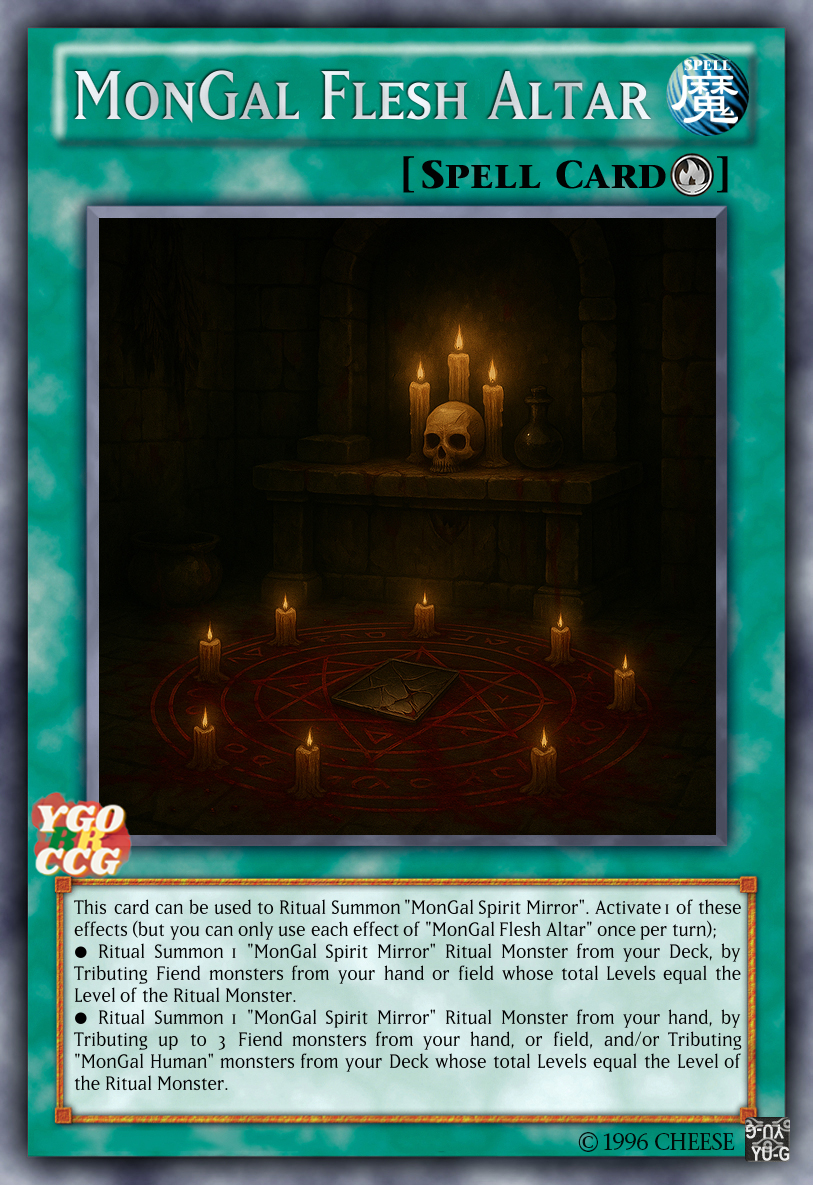 MonGal Flesh Altar
SPELL
魔
[Spell Card]
YGO
RR
CCG
This card can be used to Ritual Summon "MonGal Spirit Mirror". Activate 1 of these
effects (but you can only use each effect of "MonGal Flesh Altar" once per turn);
● Ritual Summon 1 "MonGal Spirit Mirror" Ritual Monster from your Deck, by
Tributing Fiend monsters from your hand or field whose total Levels equal the
Level of the Ritual Monster.
● Ritual Summon 1 "MonGal Spirit Mirror" Ritual Monster from your hand, by
Tributing up to 3 Fiend monsters from your hand, or field, and/or Tributing
"MonGal Human" monsters from your Deck whose total Levels equal the Level of
the Ritual Monster.
© 1996 CHEESE
YU-G